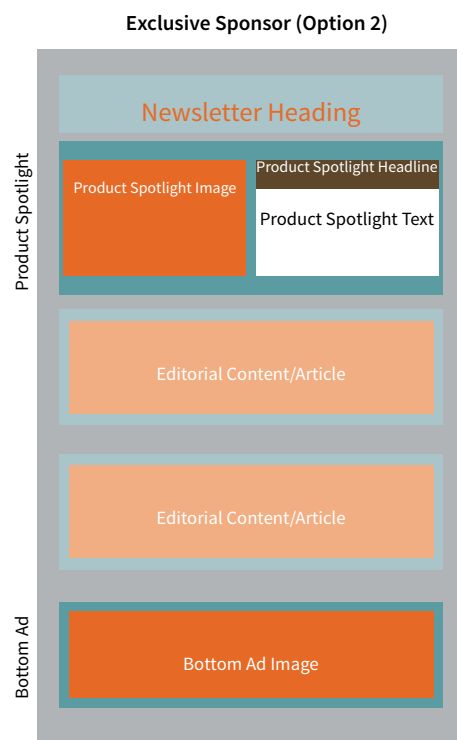 Exclusive Sponsor (Option 2)
Newsletter Heading
Product Spotlight
Product Spotlight Image
Product Spotlight Headline
Product Spotlight Text
Editorial Content/Article
Editorial Content/Article
Bottom Ad
Bottom Ad Image